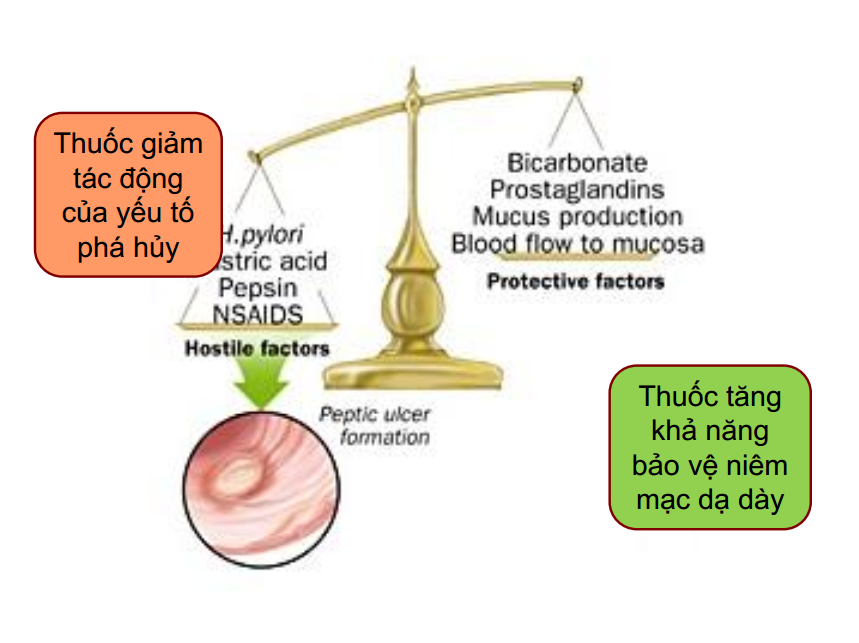 Thuốc giảm
tác động
của yếu tố
phá hủy
H.pylori
acid
Pepsin
NSAIDS
Hostile factors
Bicarbonate
Prostaglandins
Mucus production
Blood flow to mucosa
Protective factors
Peptic ulcer
formation
Thuốc tăng
khả năng
bảo vệ niêm
mạc dạ dày